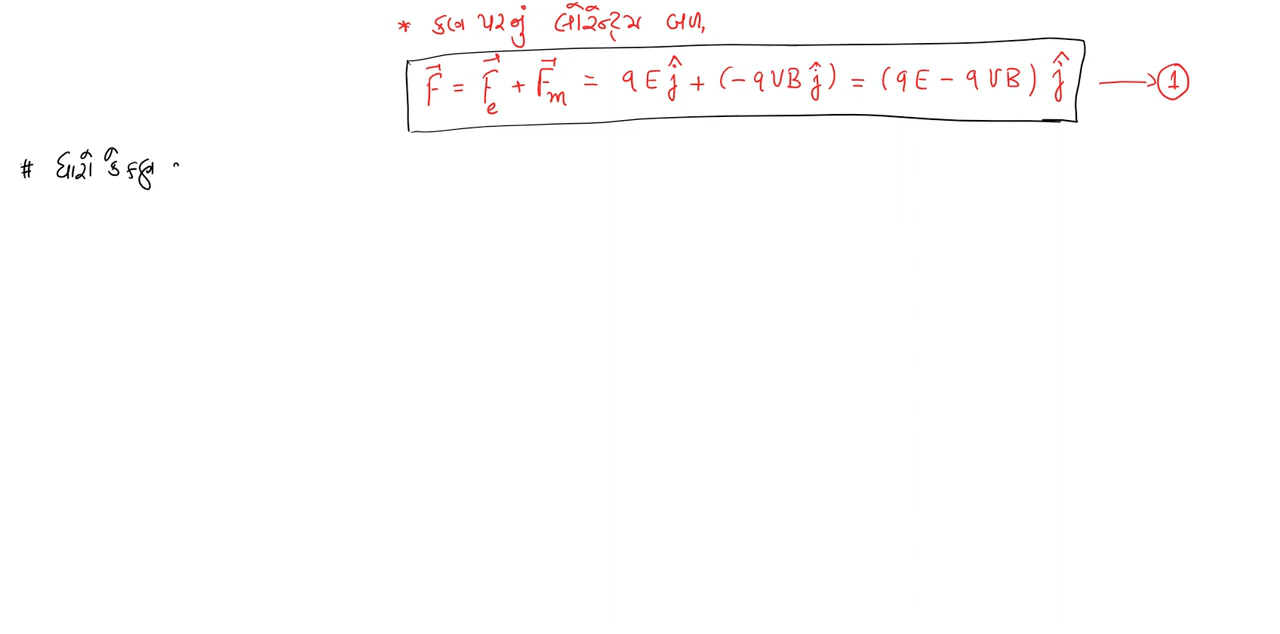 * કણ પરનું લોરેન્ટ્ઝ બળ,
F⃗ = F⃗e + F⃗m = qEĵ + (-qVBĵ) = (qE - qVB) ĵ ⟶ ①
# ધારો કે કણ